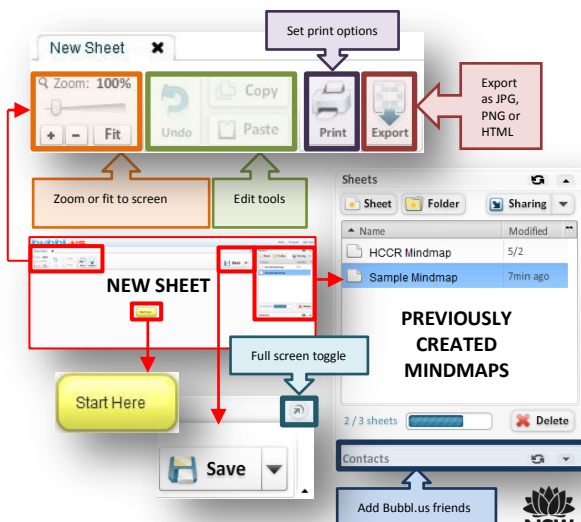 Set print options
New Sheet
Zoom: 100%
+ - Fit
Undo
Copy
Paste
Print
Export
Export
as JPG,
PNG or
HTML
Zoom or fit to screen
Edit tools
Sheets
Sheet Folder Sharing
Name Modified
HCCR Mindmap 5/2
Sample Mindmap 7min ago
PREVIOUSLY
CREATED
MINDMAPS
2 / 3 sheets Delete
Contacts
Add Bubbl.us friends
NEW SHEET
Full screen toggle
Start Here
Save